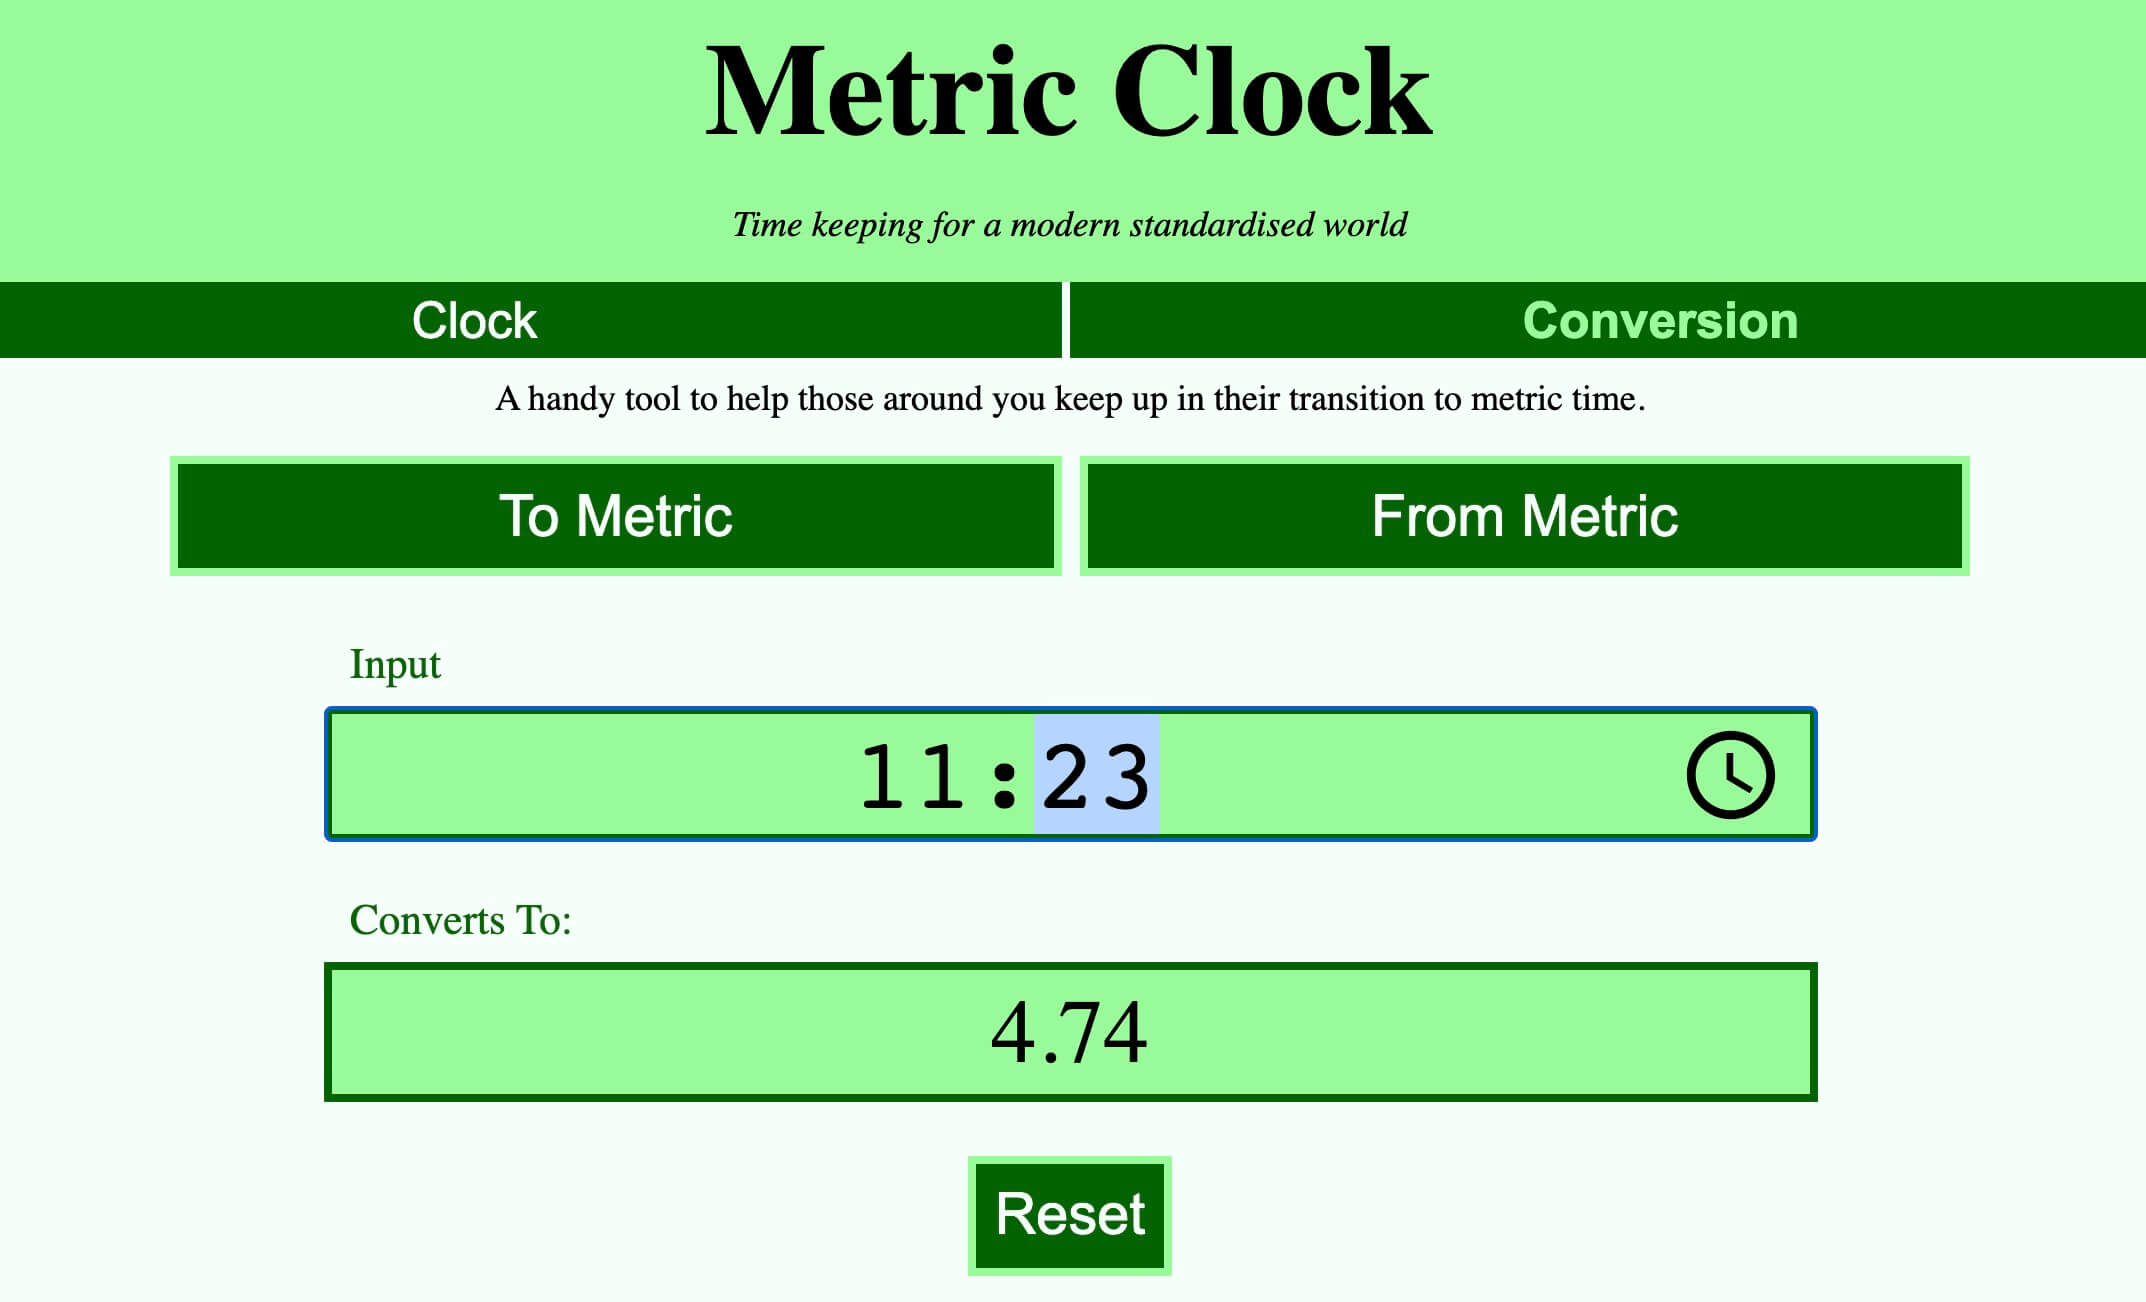 Metric Clock
Time keeping for a modern standardised world
Clock
Conversion
A handy tool to help those around you keep up in their transition to metric time.
To Metric
From Metric
Input
11:23
Converts To:
4.74
Reset